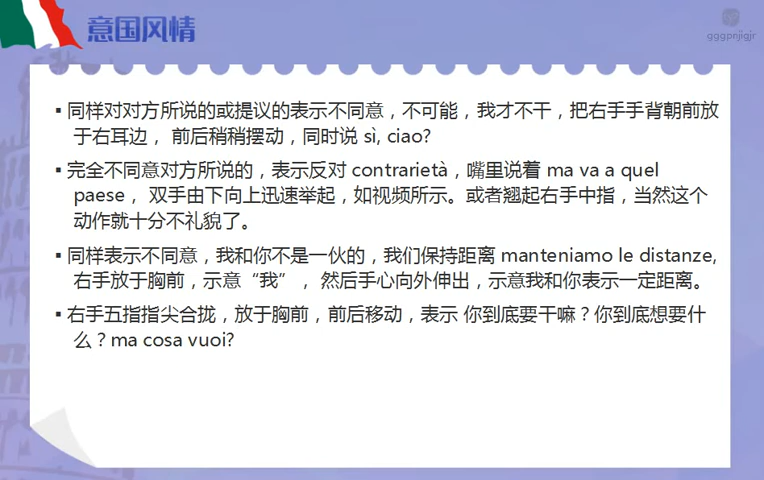 意国风情
gggpnjigjr
▪ 同样对对方所说的或提议的表示不同意，不可能，我才不干，把右手手背朝前放
于右耳边， 前后稍稍摆动，同时说 sì, ciao?
▪ 完全不同意对方所说的，表示反对 contrarietà，嘴里说着 ma va a quel
paese， 双手由下向上迅速举起，如视频所示。或者翘起右手中指，当然这个
动作就十分不礼貌了。
▪ 同样表示不同意，我和你不是一伙的，我们保持距离 manteniamo le distanze,
右手放于胸前，示意“我”， 然后手心向外伸出，示意我和你表示一定距离。
▪ 右手五指指尖合拢，放于胸前，前后移动，表示 你到底要干嘛？你到底想要什
么？ma cosa vuoi?